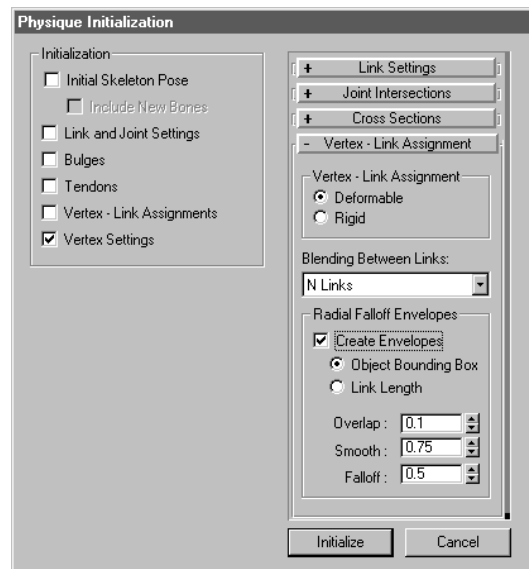 Physique Initialization
Initialization
Initial Skeleton Pose
Include New Bones
Link and Joint Settings
Bulges
Tendons
Vertex - Link Assignments
Vertex Settings
+ Link Settings
+ Joint Intersections
+ Cross Sections
- Vertex - Link Assignment
Vertex - Link Assignment
Deformable
Rigid
Blending Between Links:
N Links
Radial Falloff Envelopes
Create Envelopes
Object Bounding Box
Link Length
Overlap : 0.1
Smooth : 0.75
Falloff : 0.5
Initialize Cancel